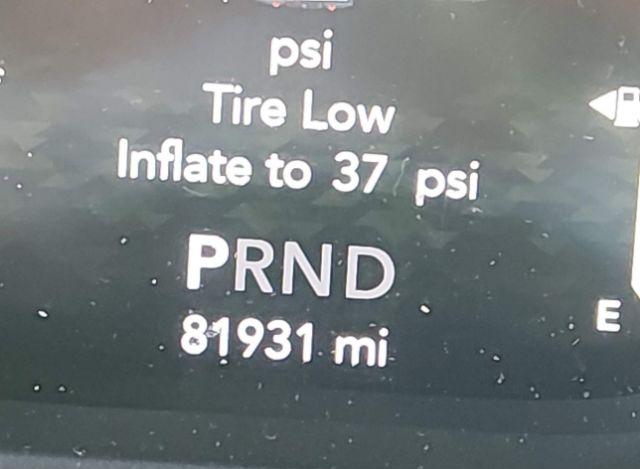 psi
Tire Low
Inflate to 37 psi
PRND
81931 mi
E